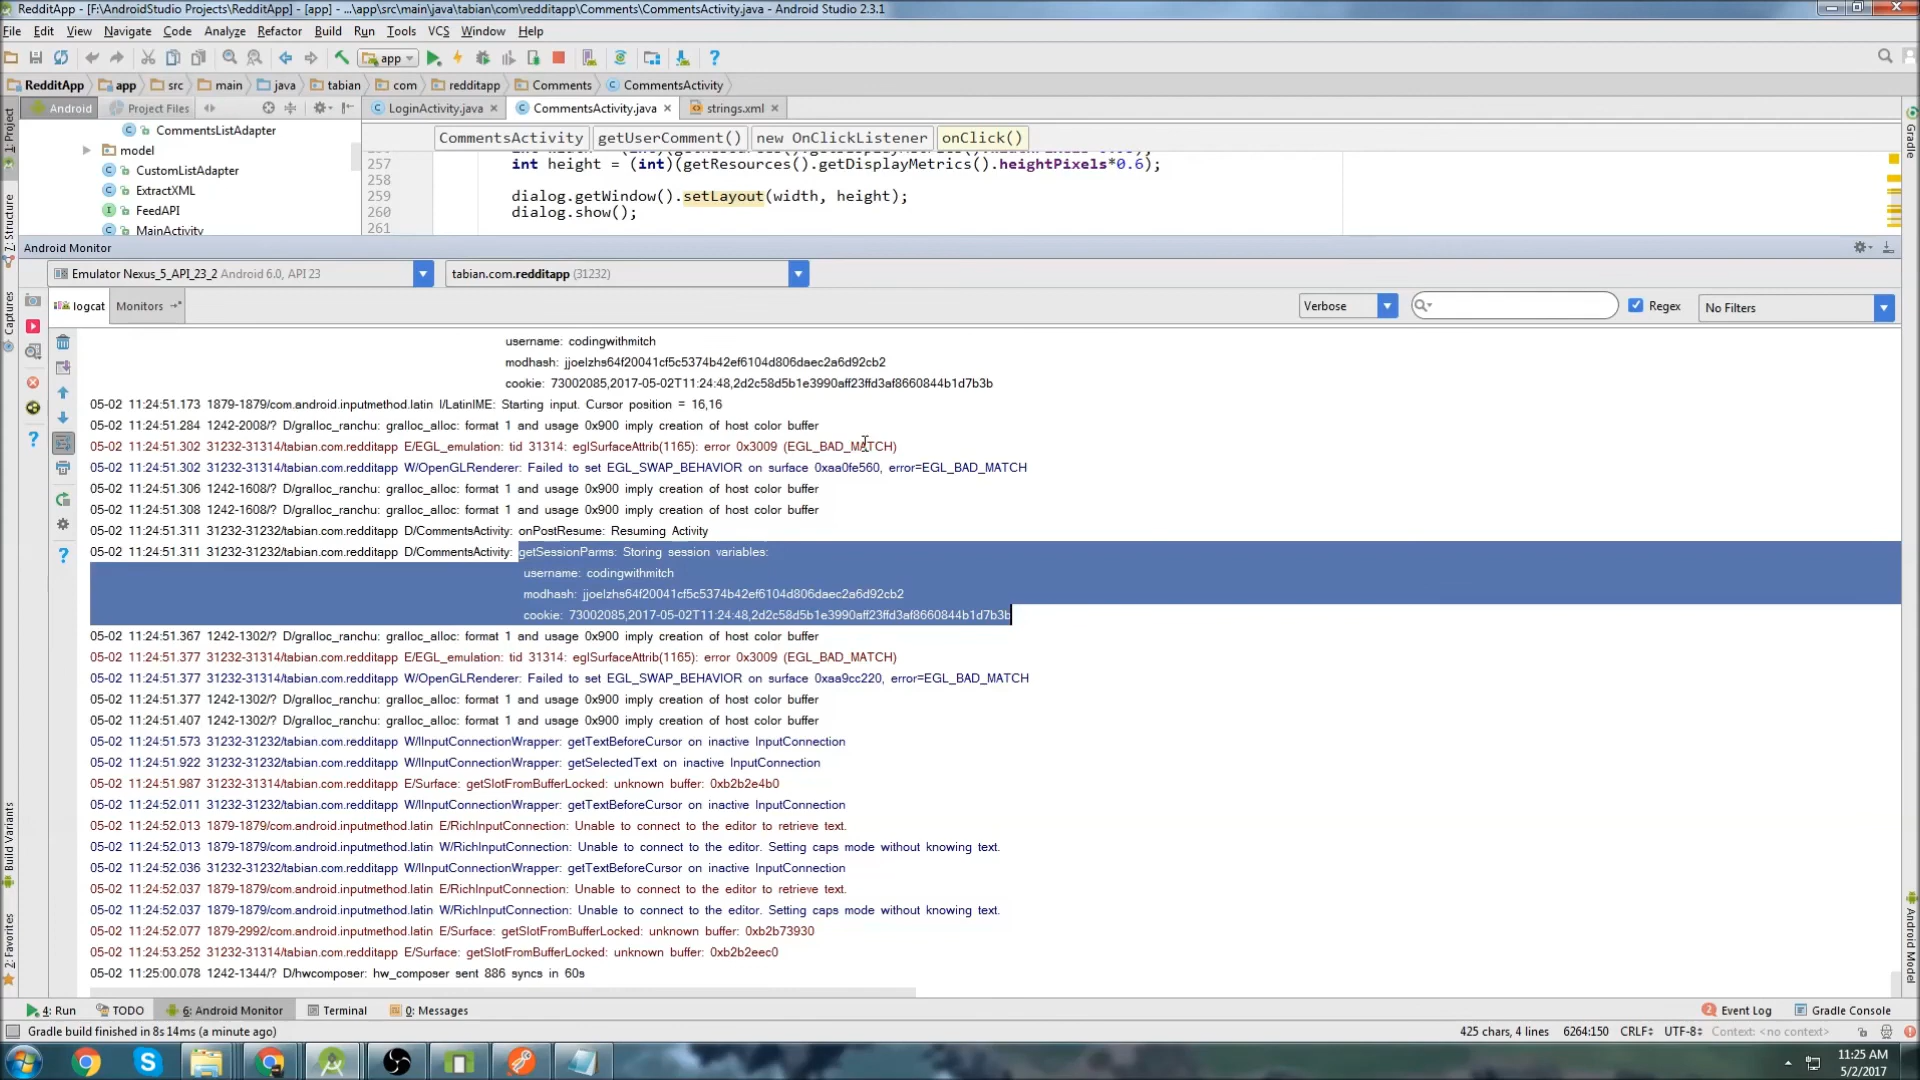 RedditApp - [F:\AndroidStudio Projects\RedditApp] - [app] - ...\app\src\main\java\tabian\com\redditapp\Comments\CommentsActivity.java - Android Studio 2.3.1
File Edit View Navigate Code Analyze Refactor Build Run Tools VCS Window Help
app
RedditApp app src main java tabian com redditapp Comments CommentsActivity
Android Project Files LoginActivity.java CommentsActivity.java strings.xml
1: Project
7: Structure
Captures
Build Variants
2: Favorites
Gradle
Android Model
CommentsListAdapter
model
CustomListAdapter
ExtractXML
FeedAPI
MainActivity
CommentsActivity getUserComment() new OnClickListener onClick()
257 int height = (int)(getResources().getDisplayMetrics().heightPixels*0.6);
258
259 dialog.getWindow().setLayout(width, height);
260 dialog.show();
261
Android Monitor
Emulator Nexus_5_API_23_2 Android 6.0, API 23 tabian.com.redditapp (31232)
logcat Monitors Verbose Regex No Filters
username: codingwithmitch
modhash: jjoelzhs64f20041cf5c5374b42ef6104d806daec2a6d92cb2
cookie: 73002085,2017-05-02T11:24:48,2d2c58d5b1e3990aff23ffd3af8660844b1d7b3b
05-02 11:24:51.173 1879-1879/com.android.inputmethod.latin I/LatinIME: Starting input. Cursor position = 16,16
05-02 11:24:51.284 1242-2008/? D/gralloc_ranchu: gralloc_alloc: format 1 and usage 0x900 imply creation of host color buffer
05-02 11:24:51.302 31232-31314/tabian.com.redditapp E/EGL_emulation: tid 31314: eglSurfaceAttrib(1165): error 0x3009 (EGL_BAD_MATCH)
05-02 11:24:51.302 31232-31314/tabian.com.redditapp W/OpenGLRenderer: Failed to set EGL_SWAP_BEHAVIOR on surface 0xaa0fe560, error=EGL_BAD_MATCH
05-02 11:24:51.306 1242-1608/? D/gralloc_ranchu: gralloc_alloc: format 1 and usage 0x900 imply creation of host color buffer
05-02 11:24:51.308 1242-1608/? D/gralloc_ranchu: gralloc_alloc: format 1 and usage 0x900 imply creation of host color buffer
05-02 11:24:51.311 31232-31232/tabian.com.redditapp D/CommentsActivity: onPostResume: Resuming Activity
05-02 11:24:51.311 31232-31232/tabian.com.redditapp D/CommentsActivity: getSessionParms: Storing session variables:
username: codingwithmitch
modhash: jjoelzhs64f20041cf5c5374b42ef6104d806daec2a6d92cb2
cookie: 73002085,2017-05-02T11:24:48,2d2c58d5b1e3990aff23ffd3af8660844b1d7b3b
05-02 11:24:51.367 1242-1302/? D/gralloc_ranchu: gralloc_alloc: format 1 and usage 0x900 imply creation of host color buffer
05-02 11:24:51.377 31232-31314/tabian.com.redditapp E/EGL_emulation: tid 31314: eglSurfaceAttrib(1165): error 0x3009 (EGL_BAD_MATCH)
05-02 11:24:51.377 31232-31314/tabian.com.redditapp W/OpenGLRenderer: Failed to set EGL_SWAP_BEHAVIOR on surface 0xaa9cc220, error=EGL_BAD_MATCH
05-02 11:24:51.377 1242-1302/? D/gralloc_ranchu: gralloc_alloc: format 1 and usage 0x900 imply creation of host color buffer
05-02 11:24:51.407 1242-1302/? D/gralloc_ranchu: gralloc_alloc: format 1 and usage 0x900 imply creation of host color buffer
05-02 11:24:51.573 31232-31232/tabian.com.redditapp W/IInputConnectionWrapper: getTextBeforeCursor on inactive InputConnection
05-02 11:24:51.922 31232-31232/tabian.com.redditapp W/IInputConnectionWrapper: getSelectedText on inactive InputConnection
05-02 11:24:51.987 31232-31314/tabian.com.redditapp E/Surface: getSlotFromBufferLocked: unknown buffer: 0xb2b2e4b0
05-02 11:24:52.011 31232-31232/tabian.com.redditapp W/IInputConnectionWrapper: getTextBeforeCursor on inactive InputConnection
05-02 11:24:52.013 1879-1879/com.android.inputmethod.latin E/RichInputConnection: Unable to connect to the editor to retrieve text.
05-02 11:24:52.013 1879-1879/com.android.inputmethod.latin W/RichInputConnection: Unable to connect to the editor. Setting caps mode without knowing text.
05-02 11:24:52.036 31232-31232/tabian.com.redditapp W/IInputConnectionWrapper: getTextBeforeCursor on inactive InputConnection
05-02 11:24:52.037 1879-1879/com.android.inputmethod.latin E/RichInputConnection: Unable to connect to the editor to retrieve text.
05-02 11:24:52.037 1879-1879/com.android.inputmethod.latin W/RichInputConnection: Unable to connect to the editor. Setting caps mode without knowing text.
05-02 11:24:52.077 1879-2992/com.android.inputmethod.latin E/Surface: getSlotFromBufferLocked: unknown buffer: 0xb2b73930
05-02 11:24:53.252 31232-31314/tabian.com.redditapp E/Surface: getSlotFromBufferLocked: unknown buffer: 0xb2b2eec0
05-02 11:25:00.078 1242-1344/? D/hwcomposer: hw_composer sent 886 syncs in 60s
4: Run TODO 6: Android Monitor Terminal 0: Messages 2 Event Log Gradle Console
Gradle build finished in 8s 14ms (a minute ago) 425 chars, 4 lines 6264:150 CRLF÷ UTF-8÷ Context: <no context>
11:25 AM
5/2/2017